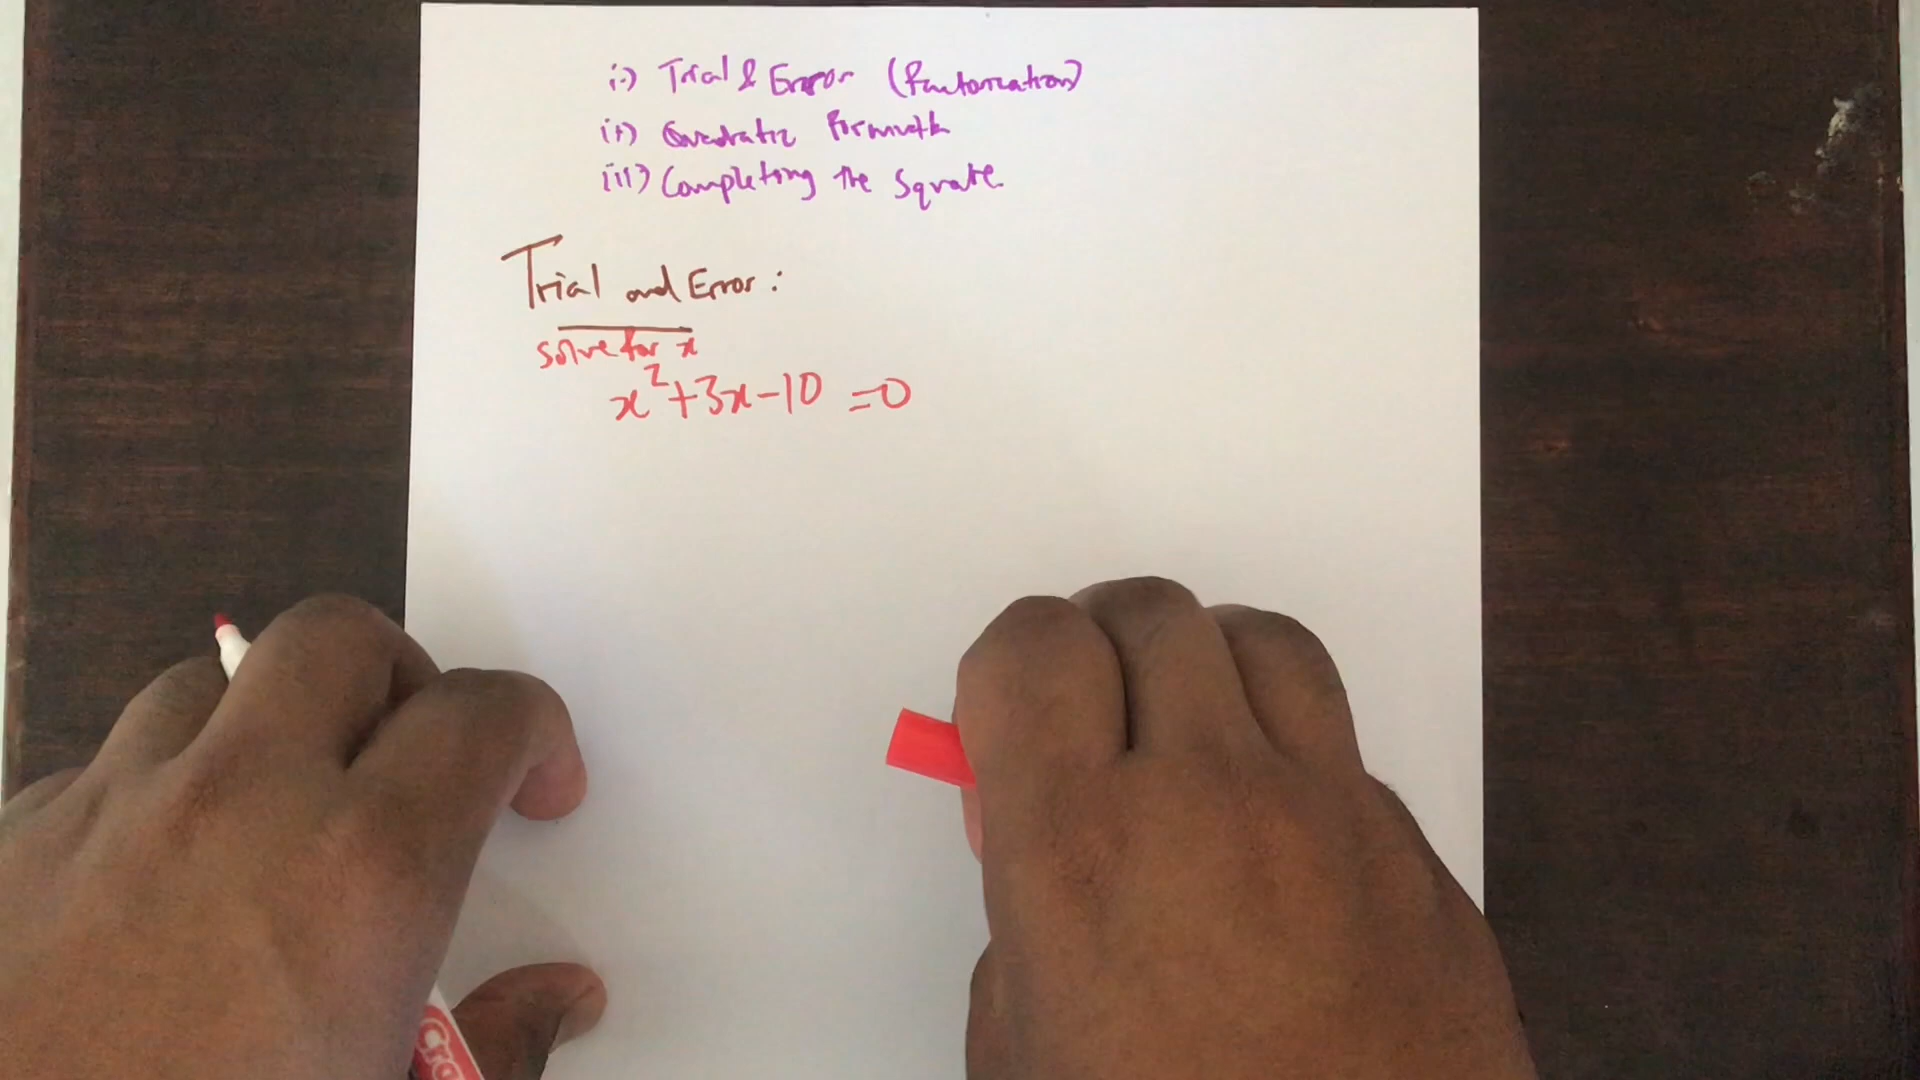 i.) Trial & Error (Factorization)
ii) Quadratic Formula
iii) Completing the Square
Trial and Error:
Solve for x
x²+3x-10 =0
Cra